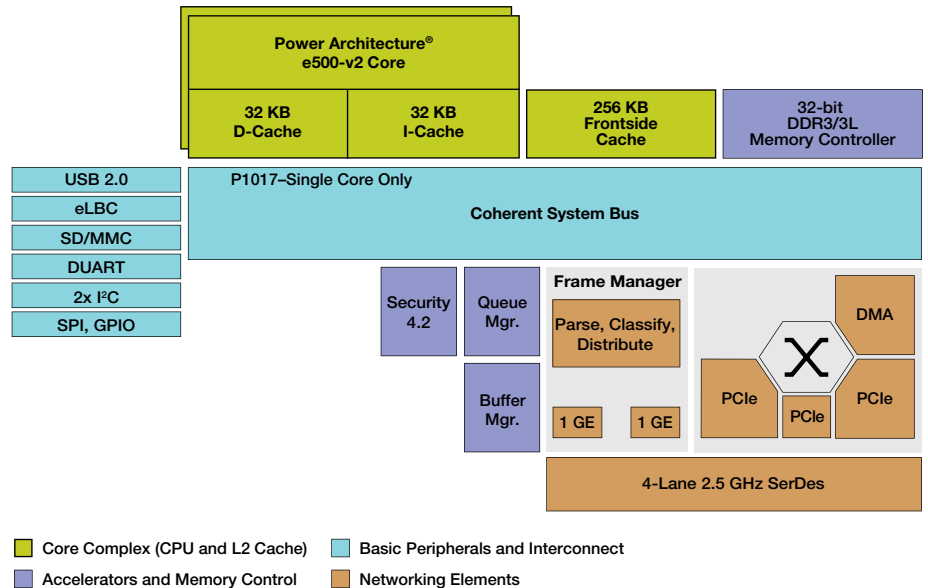 Power Architecture®
e500-v2 Core
32 KB
D-Cache
32 KB
I-Cache
256 KB
Frontside
Cache
32-bit
DDR3/3L
Memory Controller
USB 2.0
eLBC
SD/MMC
DUART
2x I²C
SPI, GPIO
P1017–Single Core Only
Coherent System Bus
Security
4.2
Queue
Mgr.
Buffer
Mgr.
Frame Manager
Parse, Classify,
Distribute
1 GE
1 GE
DMA
PCIe
PCIe
PCIe
4-Lane 2.5 GHz SerDes
Core Complex (CPU and L2 Cache)
Basic Peripherals and Interconnect
Accelerators and Memory Control
Networking Elements